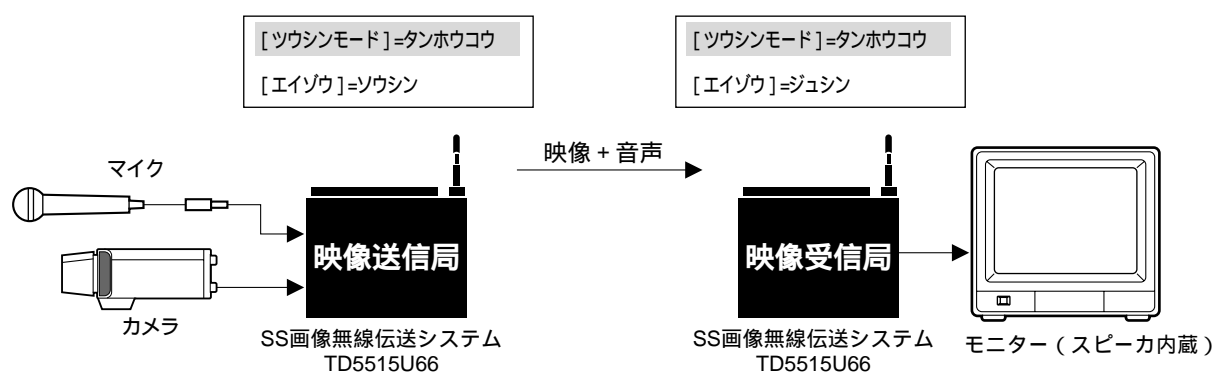 [ツウシンモード]=タンホウコウ
[エイゾウ]=ソウシン
[ツウシンモード]=タンホウコウ
[エイゾウ]=ジュシン
映像 + 音声
マイク
映像送信局
映像受信局
カメラ
SS画像無線伝送システム
TD5515U66
SS画像無線伝送システム
TD5515U66
モニター ( スピーカ内蔵 )